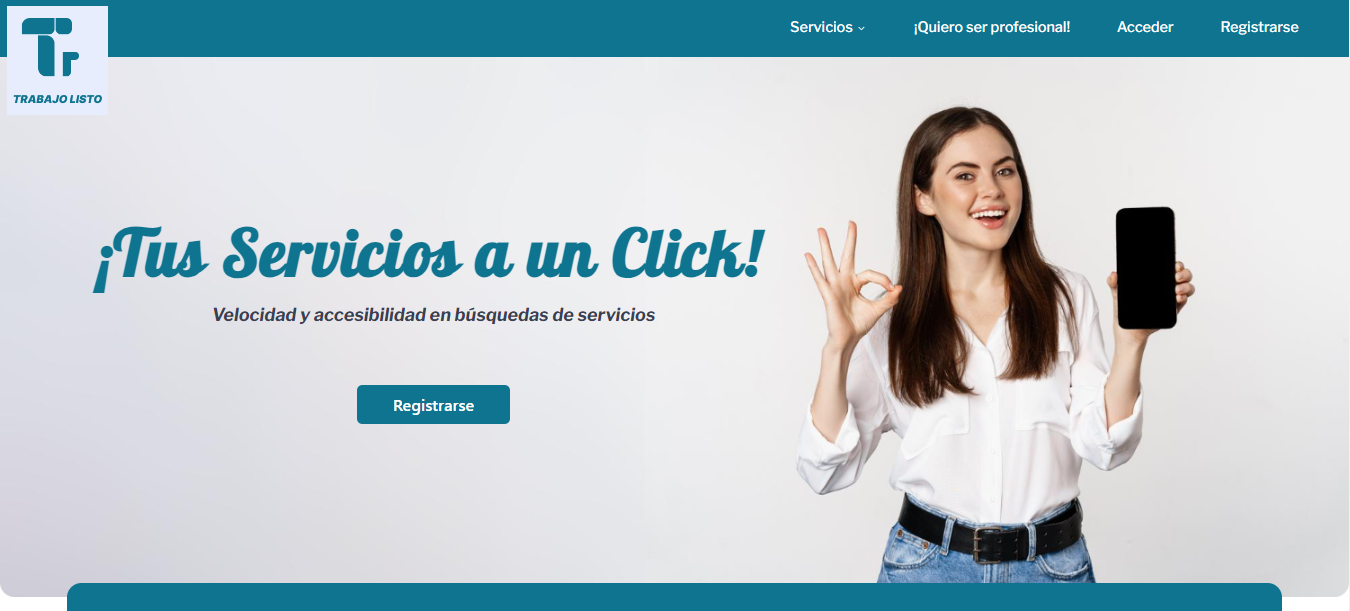 Servicios
¡Quiero ser profesional!
Acceder
Registrarse
TRABAJO LISTO
¡Tus Servicios a un Click!
Velocidad y accesibilidad en búsquedas de servicios
Registrarse